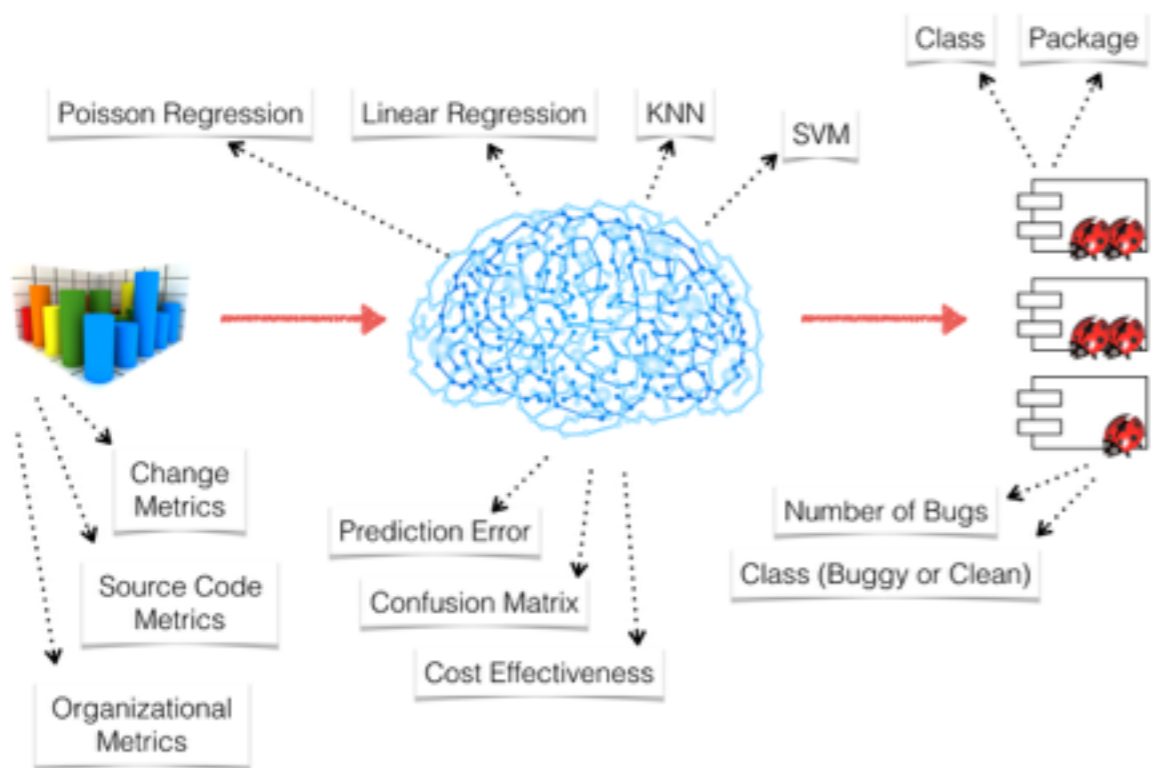 Class
Package
Poisson Regression
Linear Regression
KNN
SVM
Change
Metrics
Source Code
Metrics
Organizational
Metrics
Prediction Error
Confusion Matrix
Cost Effectiveness
Number of Bugs
Class (Buggy or Clean)